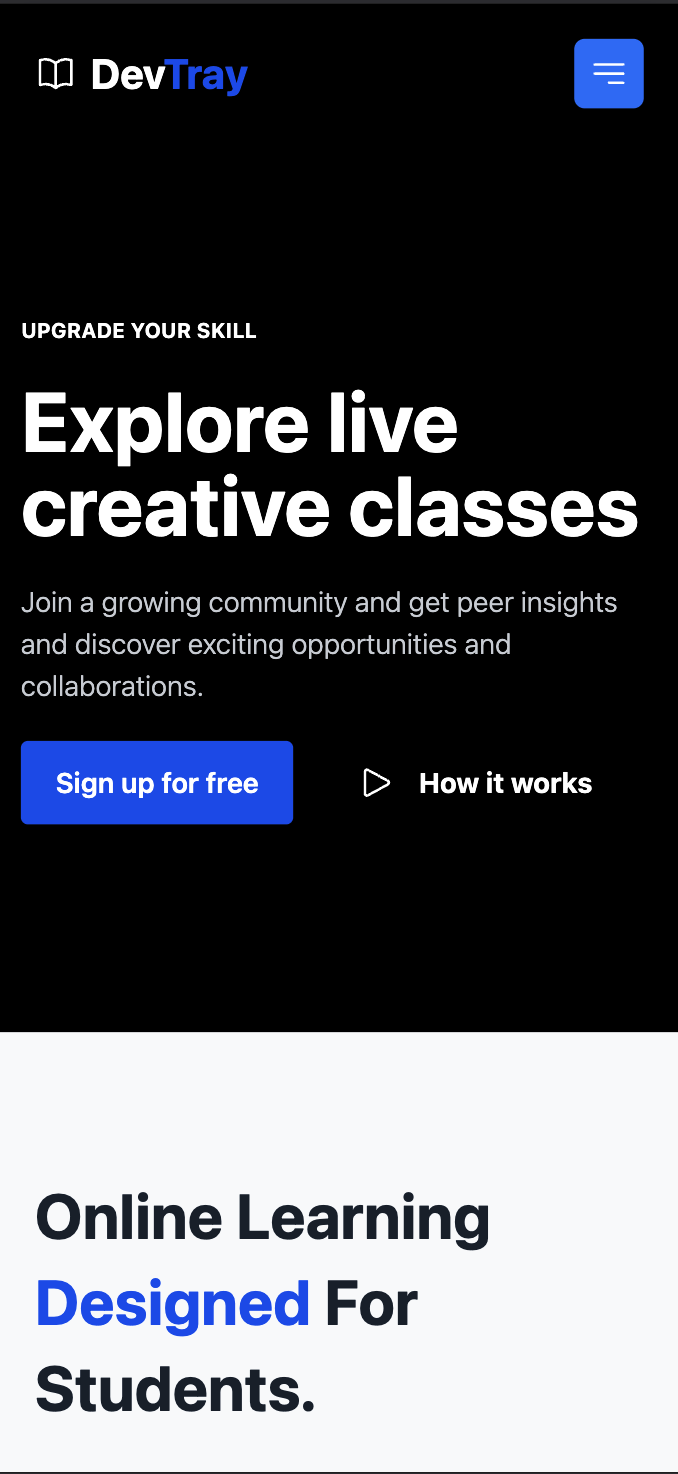 DevTray
UPGRADE YOUR SKILL
Explore live
creative classes
Join a growing community and get peer insights
and discover exciting opportunities and
collaborations.
Sign up for free
How it works
Online Learning
Designed For
Students.